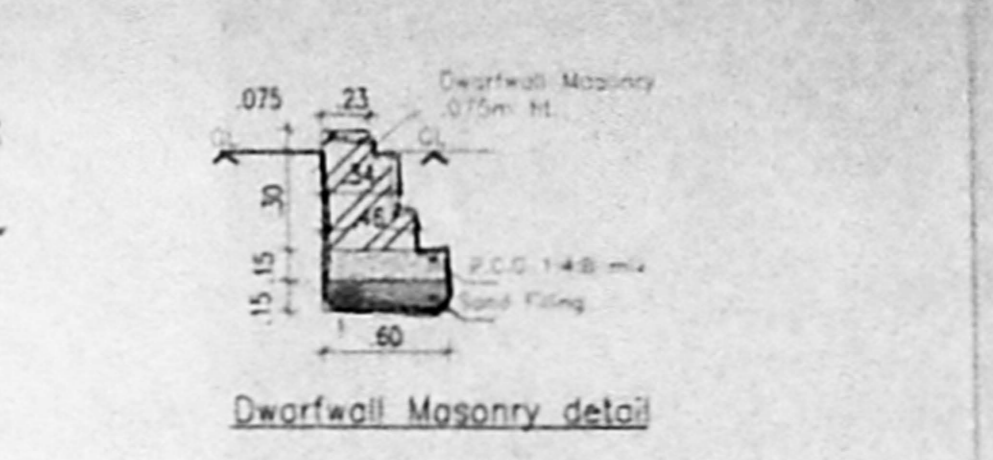 Dwarfwall Masonry
.075m ht.
.075
.23
GL
GL
.34
.30
.46
.15
P.C.C. 1:4:8 mix
.15
Sand Filling
.60
Dwarfwall Masonry detail